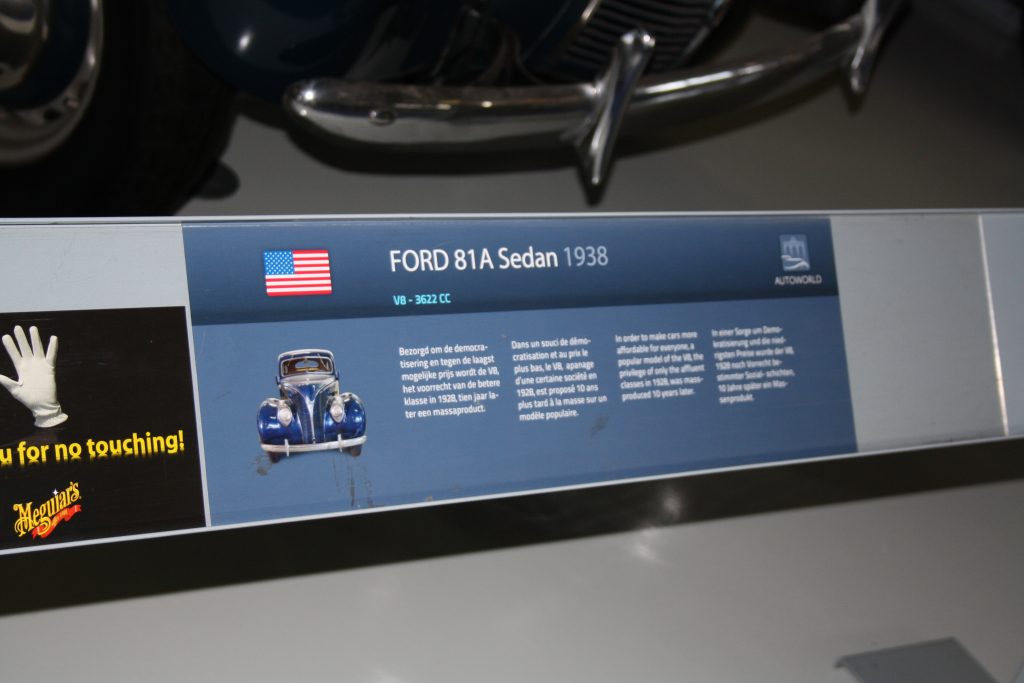 FORD 81A Sedan 1938
AUTOWORLD
V8 - 3622 CC
Bezorgd om de democra-
tisering en tegen de laagst
mogelijke prijs wordt de V8,
het voorrecht van de betere
klasse in 1928, tien jaar la-
ter een massaproduct.
Dans un souci de démo-
cratisation et au prix le
plus bas, le V8, apanage
d'une certaine société en
1928, est proposé 10 ans
plus tard à la masse sur un
modèle populaire.
In order to make cars more
affordable for everyone, a
popular model of the V8, the
privilege of only the affluent
classes in 1928, was mass-
produced 10 years later.
In einer Sorge um Demo-
kratisierung und die nied-
rigsten Preise wurde der V8,
1928 noch Vorrecht be-
stimmter Sozial- schichten,
10 Jahre später ein Mas-
senprodukt.
u for no touching!
Meguiar's